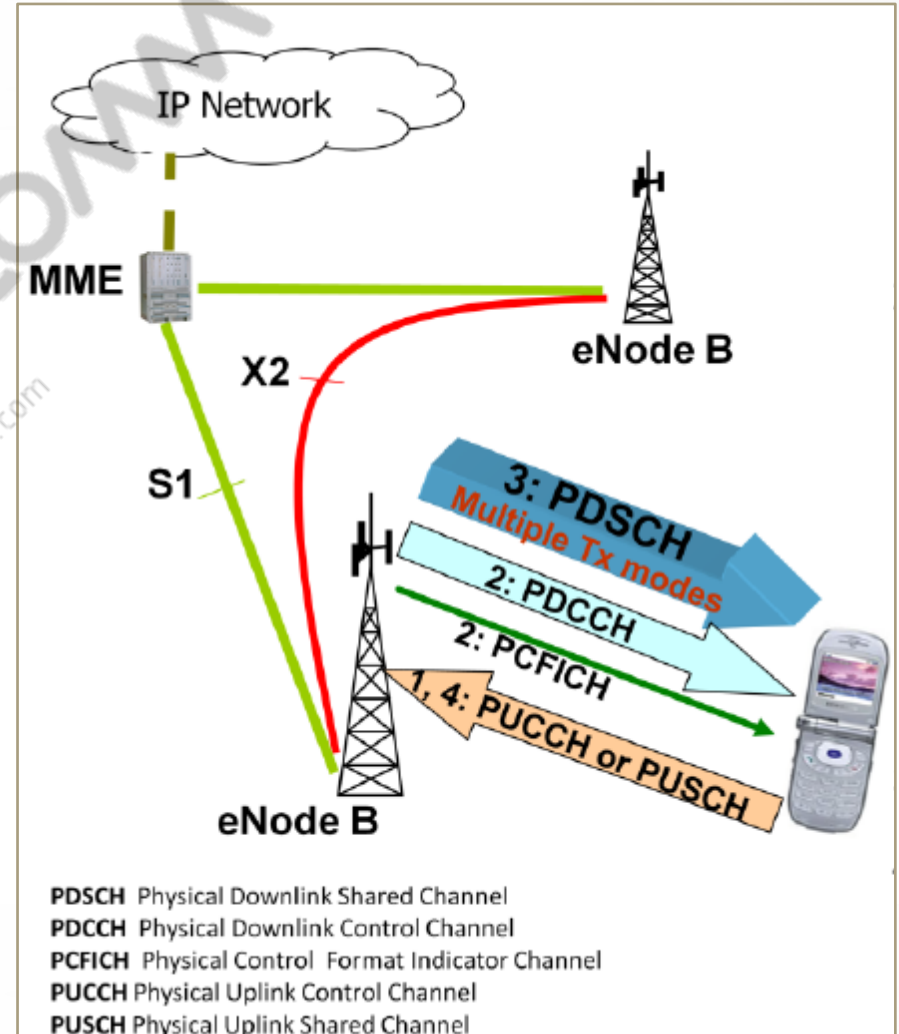 IP Network
MME
eNode B
X2
S1
3: PDSCH
Multiple Tx modes
2: PDCCH
2: PCFICH
1, 4: PUCCH or PUSCH
eNode B
PDSCH Physical Downlink Shared Channel
PDCCH Physical Downlink Control Channel
PCFICH Physical Control Format Indicator Channel
PUCCH Physical Uplink Control Channel
PUSCH Physical Uplink Shared Channel